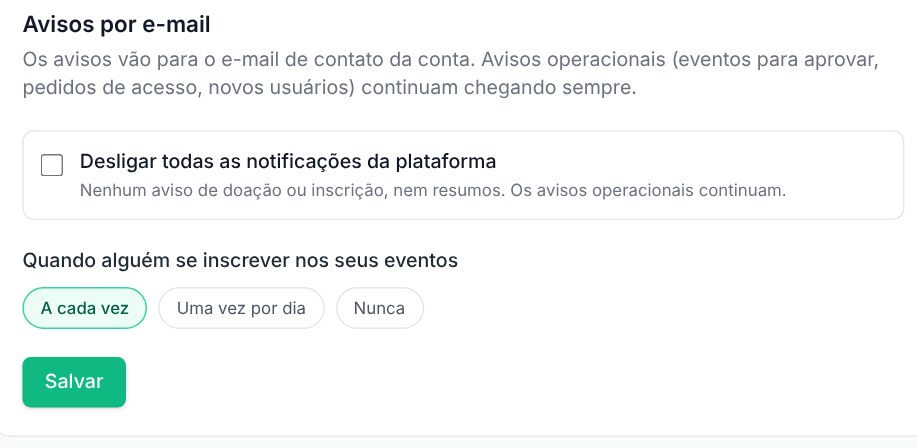 Avisos por e-mail
Os avisos vão para o e-mail de contato da conta. Avisos operacionais (eventos para aprovar,
pedidos de acesso, novos usuários) continuam chegando sempre.
Desligar todas as notificações da plataforma
Nenhum aviso de doação ou inscrição, nem resumos. Os avisos operacionais continuam.
Quando alguém se inscrever nos seus eventos
A cada vez Uma vez por dia Nunca
Salvar